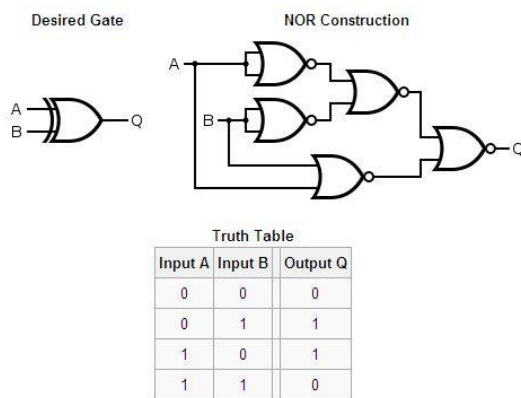 Desired Gate
NOR Construction
A
B
Q
A
B
Q
Truth Table
Input A Input B Output Q
0 0 0
0 1 1
1 0 1
1 1 0